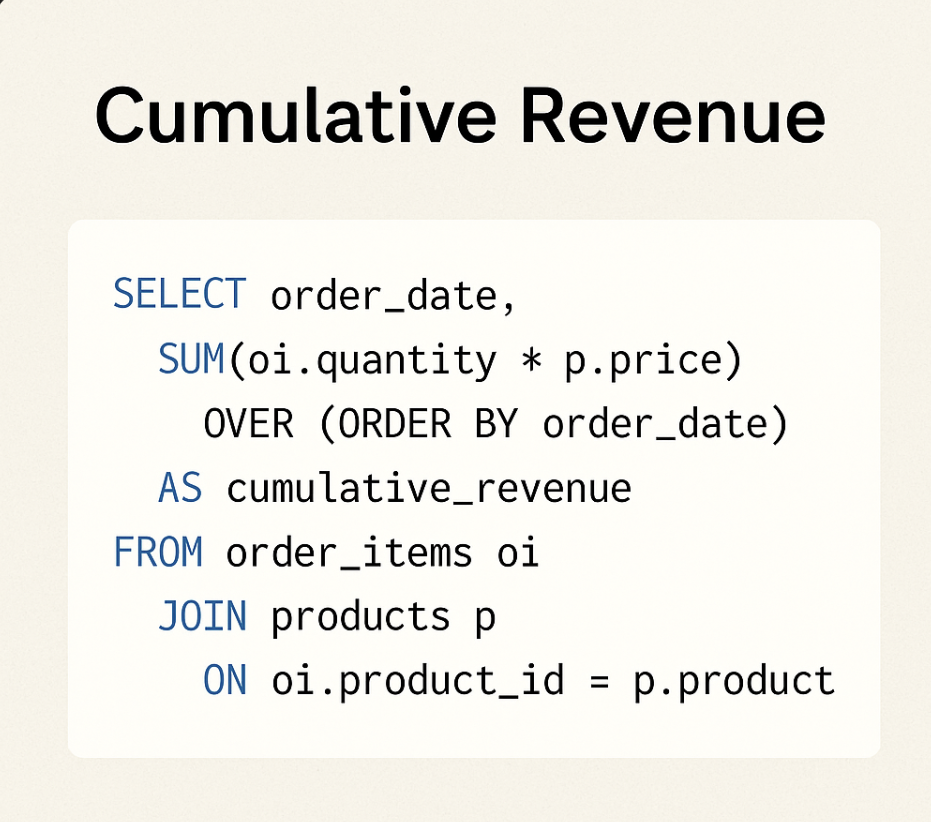 Cumulative Revenue
SELECT order_date,
SUM(oi.quantity * p.price)
OVER (ORDER BY order_date)
AS cumulative_revenue
FROM order_items oi
JOIN products p
ON oi.product_id = p.product